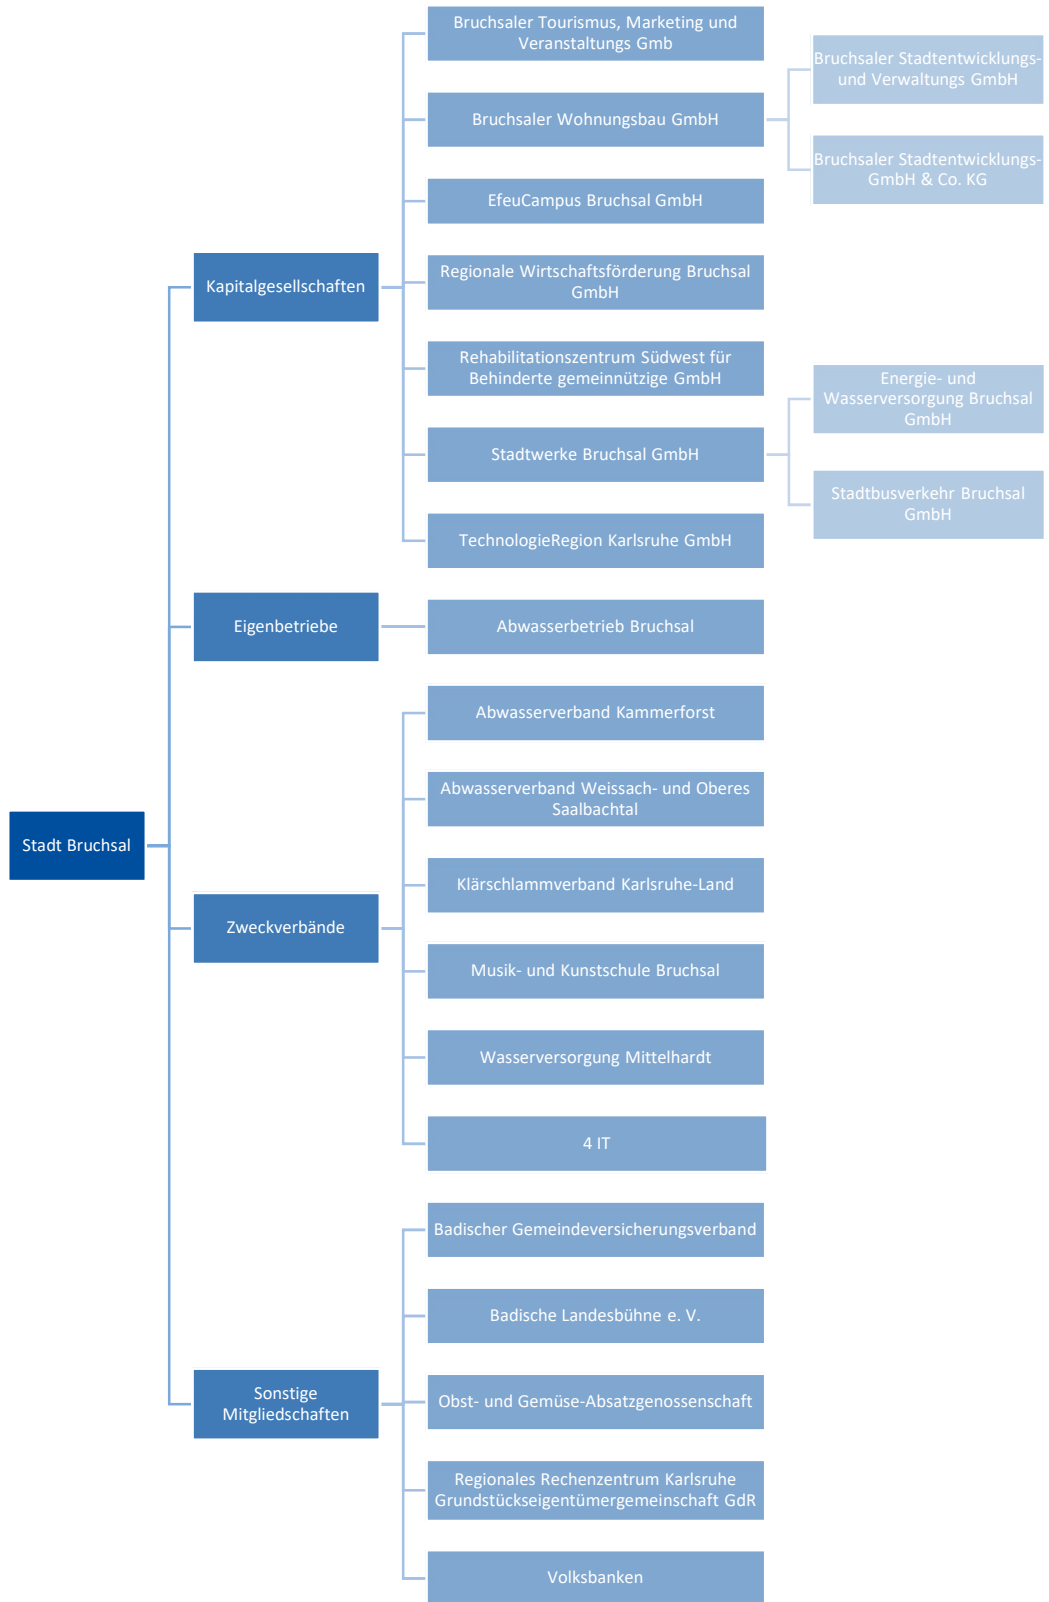 Stadt Bruchsal
Kapitalgesellschaften
Bruchsaler Tourismus, Marketing und
Veranstaltungs Gmb
Bruchsaler Wohnungsbau GmbH
Bruchsaler Stadtentwicklungs-
und Verwaltungs GmbH
Bruchsaler Stadtentwicklungs-
GmbH & Co. KG
EfeuCampus Bruchsal GmbH
Regionale Wirtschaftsförderung Bruchsal
GmbH
Rehabilitationszentrum Südwest für
Behinderte gemeinnützige GmbH
Stadtwerke Bruchsal GmbH
Energie- und
Wasserversorgung Bruchsal
GmbH
Stadtbusverkehr Bruchsal
GmbH
TechnologieRegion Karlsruhe GmbH
Eigenbetriebe
Abwasserbetrieb Bruchsal
Zweckverbände
Abwasserverband Kammerforst
Abwasserverband Weissach- und Oberes
Saalbachtal
Klärschlammverband Karlsruhe-Land
Musik- und Kunstschule Bruchsal
Wasserversorgung Mittelhardt
4 IT
Sonstige
Mitgliedschaften
Badischer Gemeindeversicherungsverband
Badische Landesbühne e. V.
Obst- und Gemüse-Absatzgenossenschaft
Regionales Rechenzentrum Karlsruhe
Grundstückseigentümergemeinschaft GdR
Volksbanken